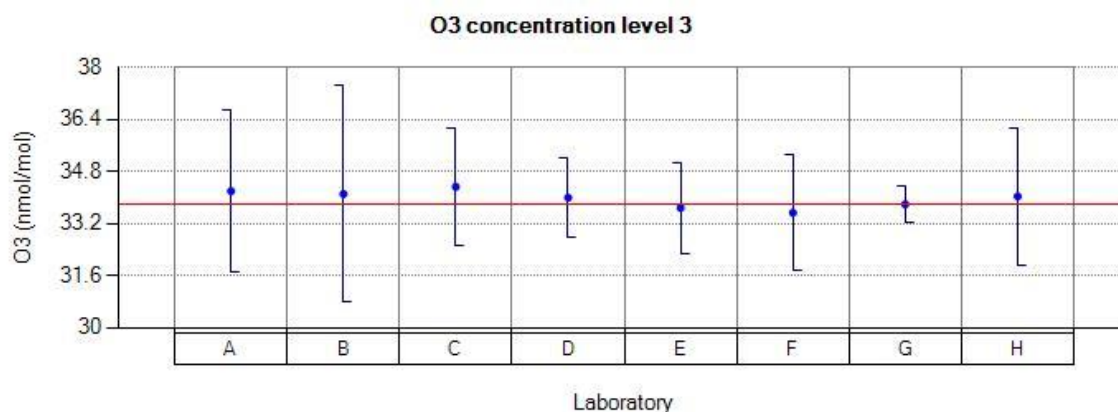 O3 concentration level 3
38
36.4
34.8
33.2
31.6
30
O3 (nmol/mol)
A B C D E F G H
Laboratory